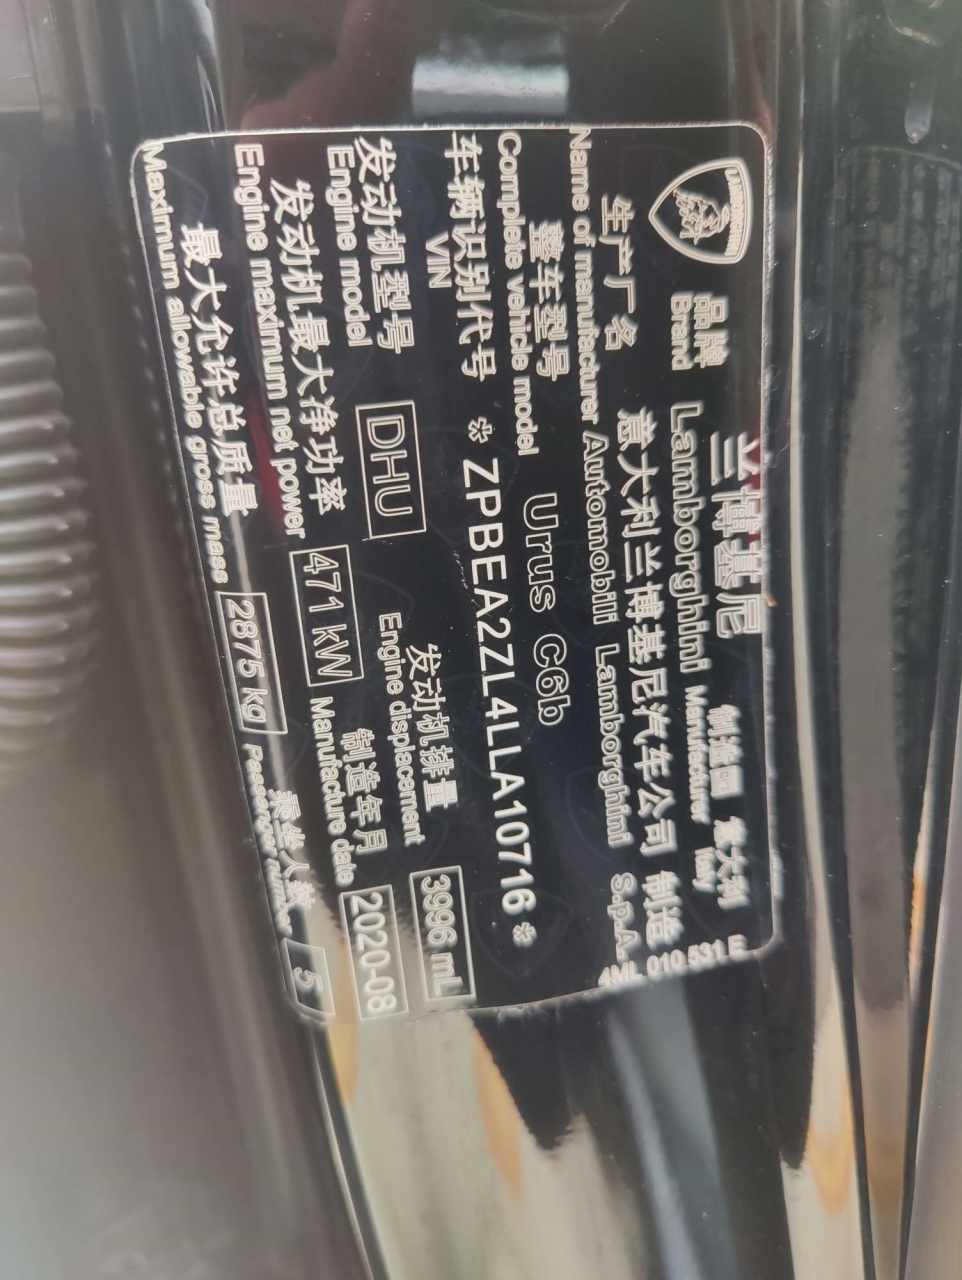 LAMBORGHINI
品牌 兰博基尼 制造国 意大利
Brand Lamborghini Manufacturer Italy
生产厂名 意大利兰博基尼汽车公司 制造
Name of manufacturer Automobili Lamborghini S.p.A.
4ML 010 531 E
整车型号
Complete vehicle model Urus C6b
车辆识别代号
VIN * ZPBEA2ZL4LLA10716 *
发动机型号 DHU 发动机排量 3996 mL
Engine model Engine displacement
发动机最大净功率 471 kW 制造年月 2020-08
Engine maximum net power Manufacture date
最大允许总质量 2875 kg 乘坐人数 5
Maximum allowable gross mass